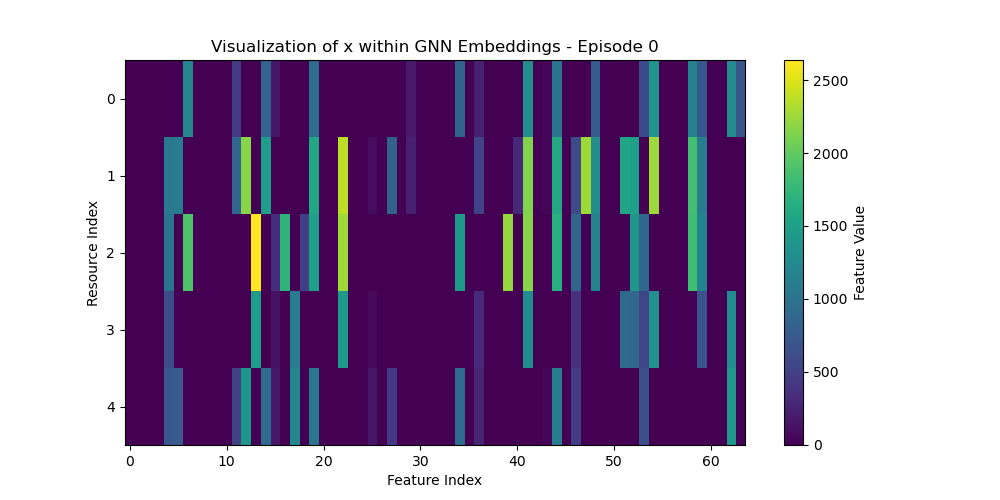 Visualization of x within GNN Embeddings - Episode 0
Resource Index
0
1
2
3
4
0 10 20 30 40 50 60
Feature Index
2500
2000
1500
1000
500
0
Feature Value